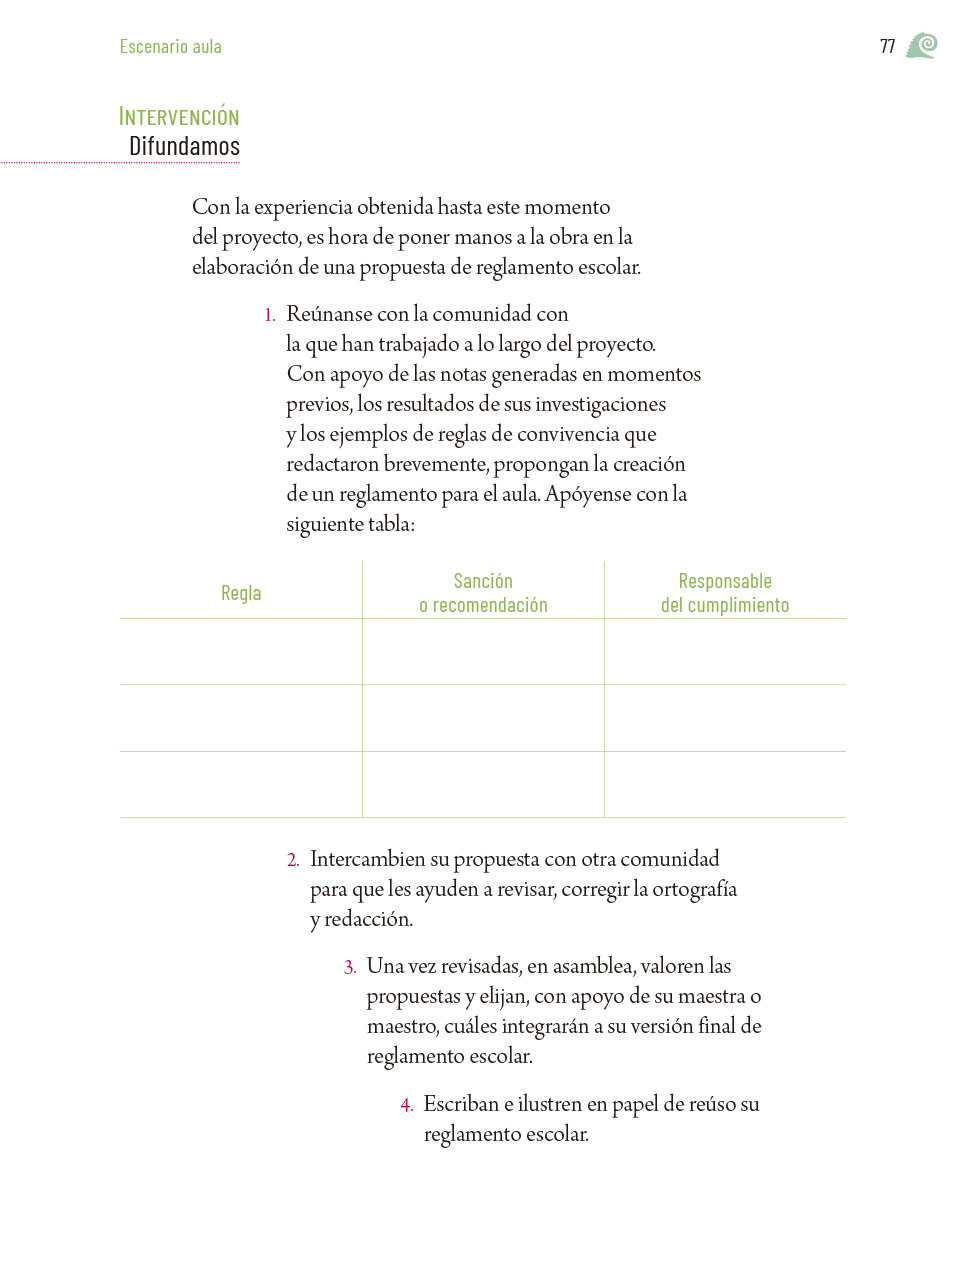 Escenario aula
77
Intervención
Difundamos
Con la experiencia obtenida hasta este momento
del proyecto, es hora de poner manos a la obra en la
elaboración de una propuesta de reglamento escolar.
1. Reúnanse con la comunidad con
la que han trabajado a lo largo del proyecto.
Con apoyo de las notas generadas en momentos
previos, los resultados de sus investigaciones
y los ejemplos de reglas de convivencia que
redactaron brevemente, propongan la creación
de un reglamento para el aula. Apóyense con la
siguiente tabla:
Regla
Sanción
o recomendación
Responsable
del cumplimiento
2. Intercambien su propuesta con otra comunidad
para que les ayuden a revisar, corregir la ortografía
y redacción.
3. Una vez revisadas, en asamblea, valoren las
propuestas y elijan, con apoyo de su maestra o
maestro, cuáles integrarán a su versión final de
reglamento escolar.
4. Escriban e ilustren en papel de reúso su
reglamento escolar.